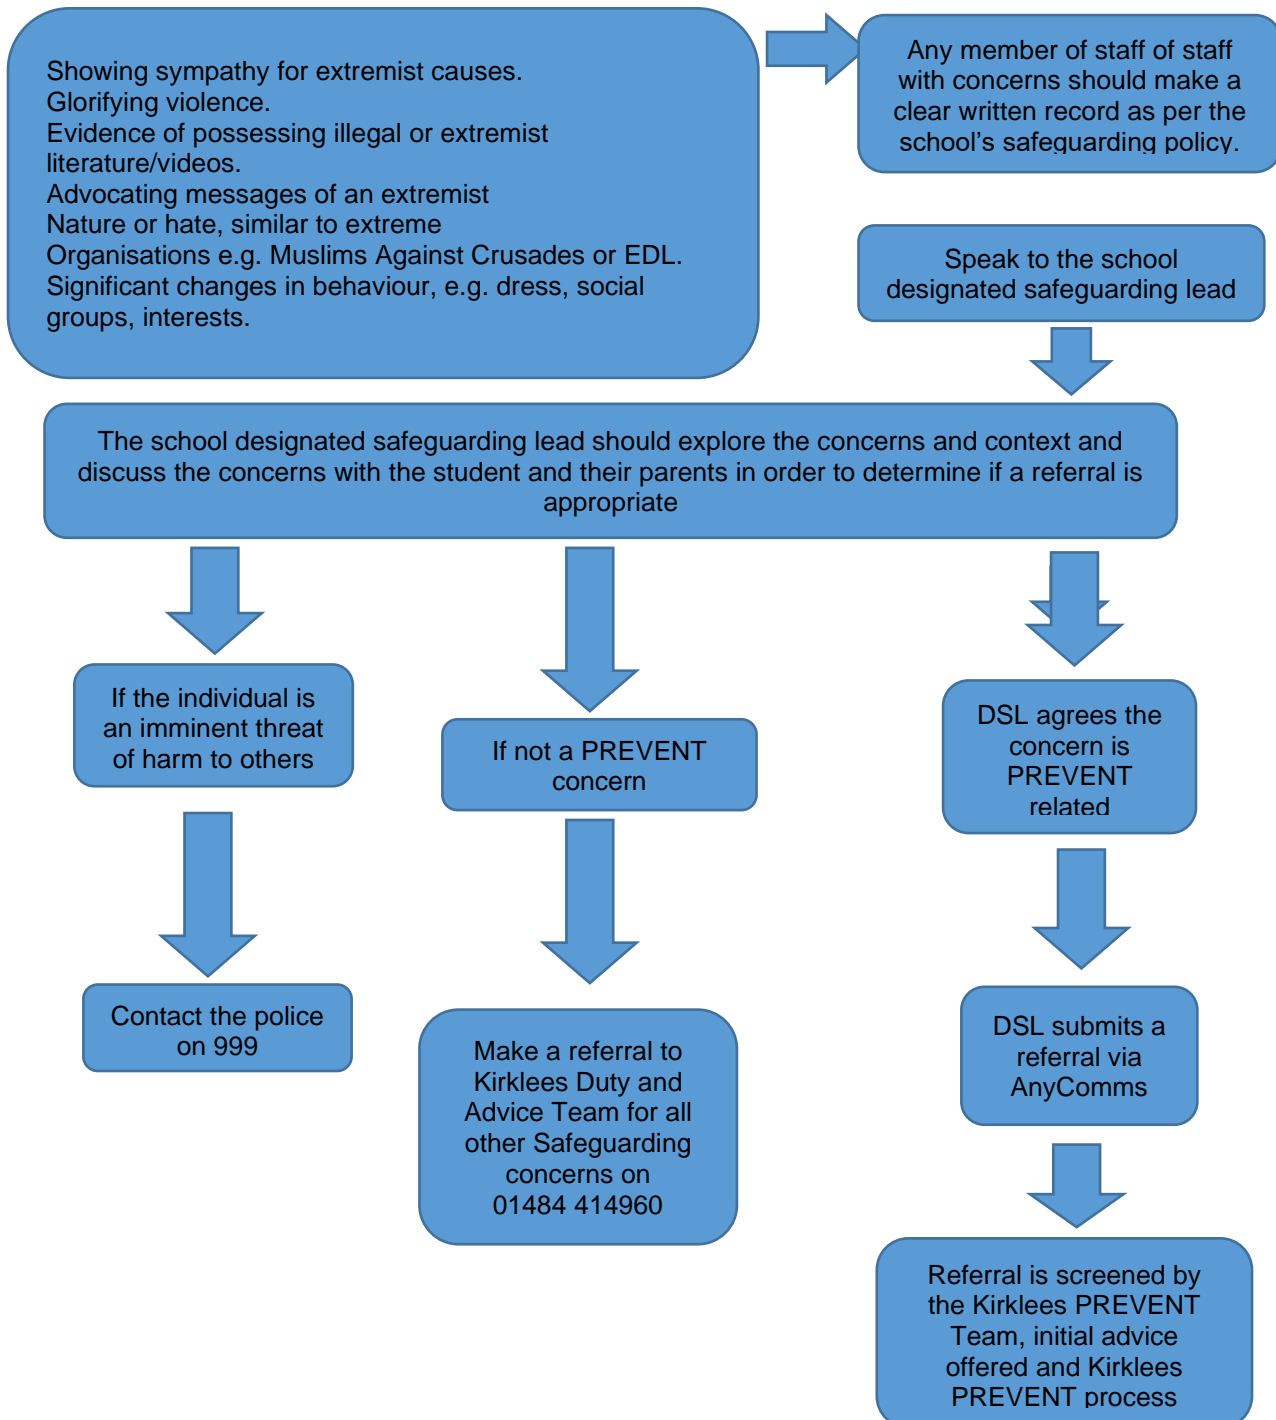 Showing sympathy for extremist causes.
Glorifying violence.
Evidence of possessing illegal or extremist
literature/videos.
Advocating messages of an extremist
Nature or hate, similar to extreme
Organisations e.g. Muslims Against Crusades or EDL.
Significant changes in behaviour, e.g. dress, social
groups, interests.
Any member of staff of staff
with concerns should make a
clear written record as per the
school’s safeguarding policy.
Speak to the school
designated safeguarding lead
The school designated safeguarding lead should explore the concerns and context and
discuss the concerns with the student and their parents in order to determine if a referral is
appropriate
If the individual is
an imminent threat
of harm to others
Contact the police
on 999
If not a PREVENT
concern
Make a referral to
Kirklees Duty and
Advice Team for all
other Safeguarding
concerns on
01484 414960
DSL agrees the
concern is
PREVENT
related
DSL submits a
referral via
AnyComms
Referral is screened by
the Kirklees PREVENT
Team, initial advice
offered and Kirklees
PREVENT process